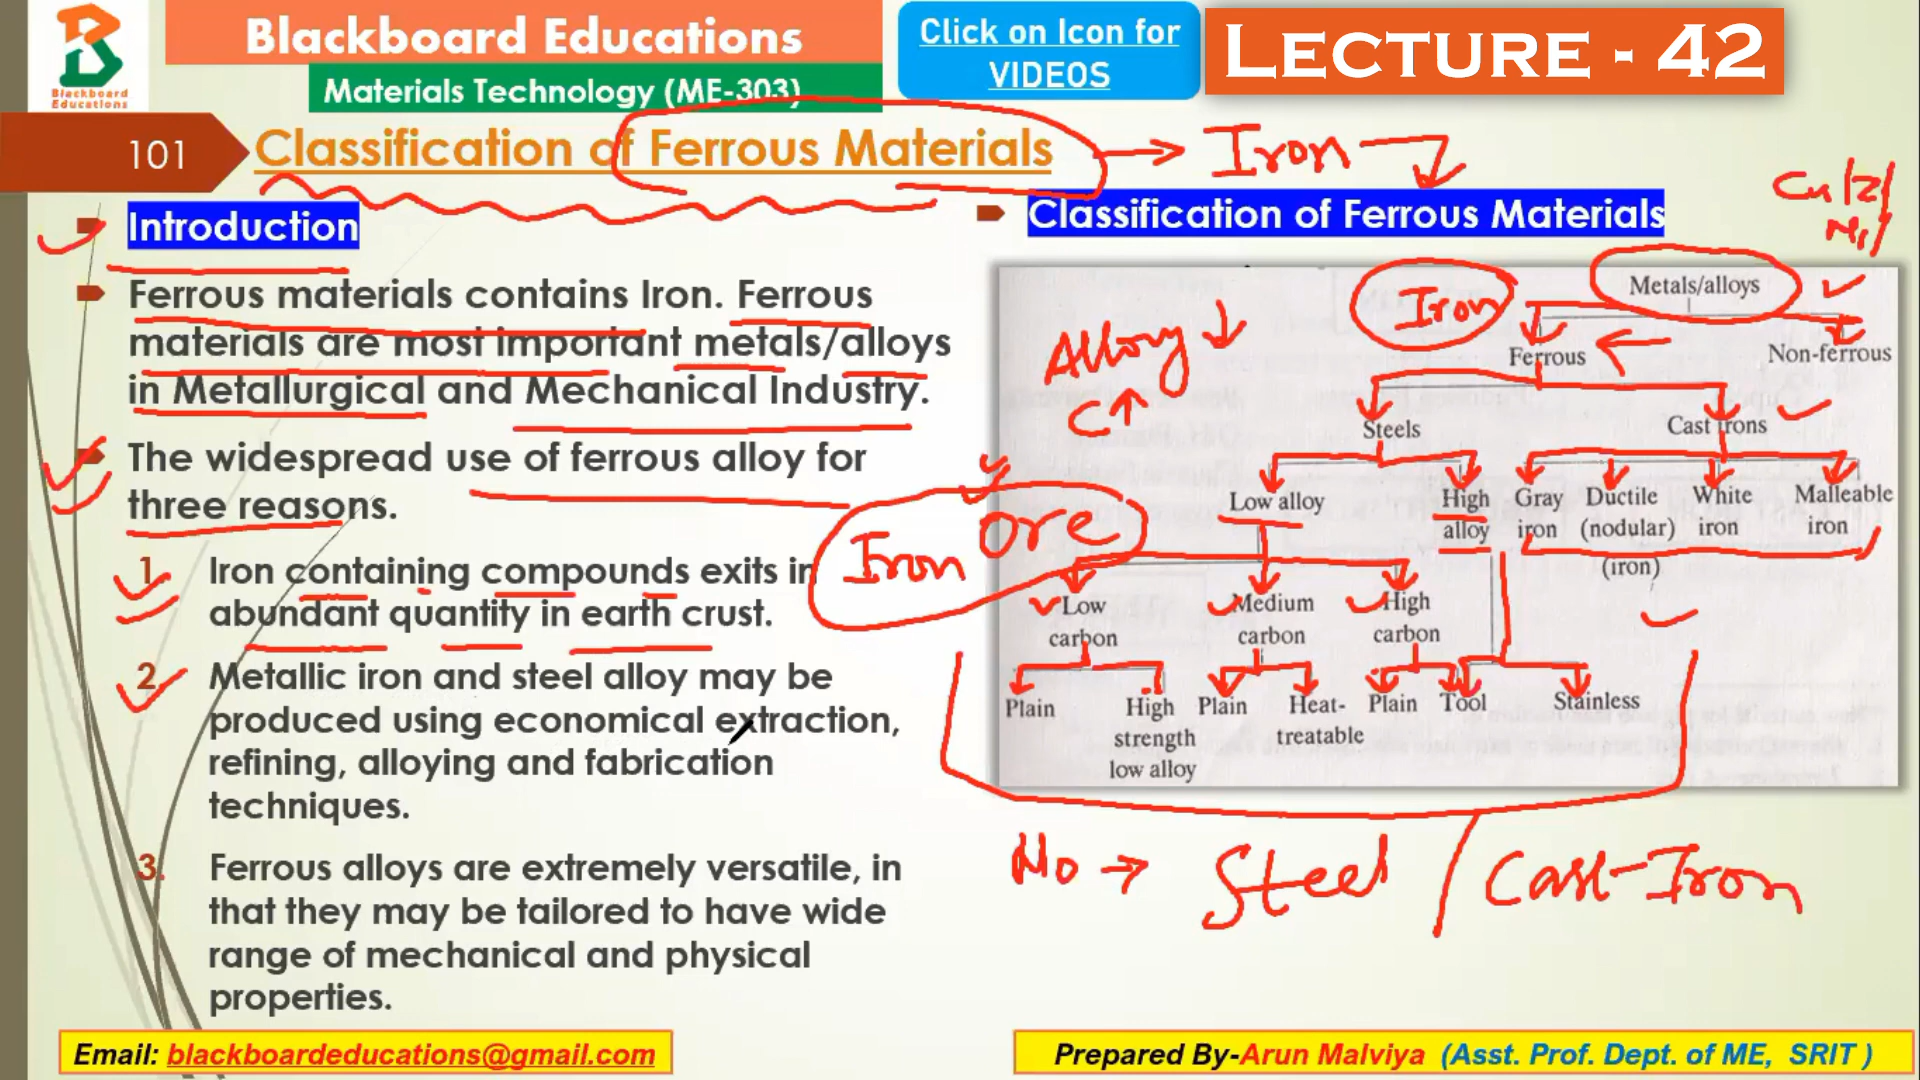 Blackboard
Educations
Blackboard Educations
Materials Technology (ME-303)
Click on Icon for
VIDEOS
LECTURE - 42
101
Classification of Ferrous Materials
Iron
Introduction
Ferrous materials contains Iron. Ferrous
materials are most important metals/alloys
in Metallurgical and Mechanical Industry.
The widespread use of ferrous alloy for
three reasons.
1. Iron containing compounds exits in
abundant quantity in earth crust.
Iron Ore
2. Metallic iron and steel alloy may be
produced using economical extraction,
refining, alloying and fabrication
techniques.
3. Ferrous alloys are extremely versatile, in
that they may be tailored to have wide
range of mechanical and physical
properties.
Classification of Ferrous Materials
Metals/alloys
Iron
Alloy ↓
C ↑
Ferrous Non-ferrous
Steels Cast irons
Low alloy High alloy
Gray iron
Ductile (nodular) (iron)
White iron
Malleable iron
Low carbon
Medium carbon
High carbon
Plain
High strength low alloy
Plain
Heat-treatable
Plain
Tool
Stainless
→ Steel / Cast-Iron
Email: blackboardeducations@gmail.com
Prepared By-Arun Malviya (Asst. Prof. Dept. of ME, SRIT )